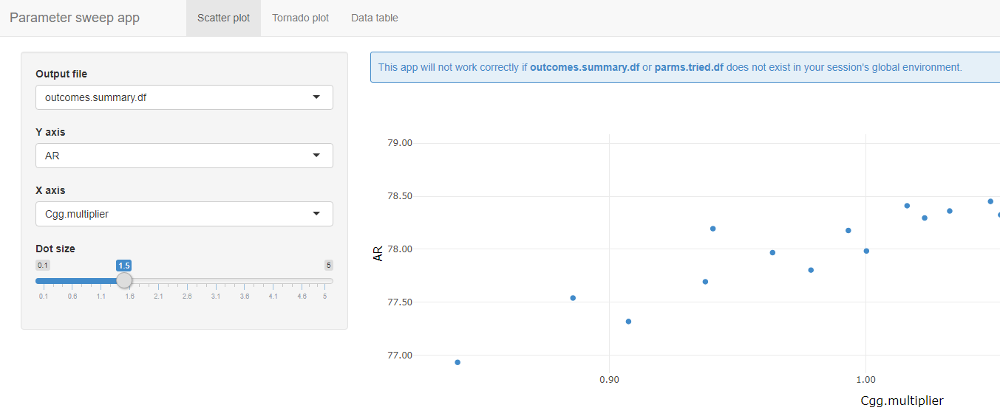 Parameter sweep app Scatter plot Tornado plot Data table
Output file
outcomes.summary.df
Y axis
AR
X axis
Cgg.multiplier
Dot size
0.1 1.5 5
0.1 0.6 1.1 1.6 2.1 2.6 3.1 3.6 4.1 4.6 5
This app will not work correctly if outcomes.summary.df or parms.tried.df does not exist in your session's global environment.
79.00
78.50
78.00
AR
77.50
77.00
0.90 1.00
Cgg.multiplier